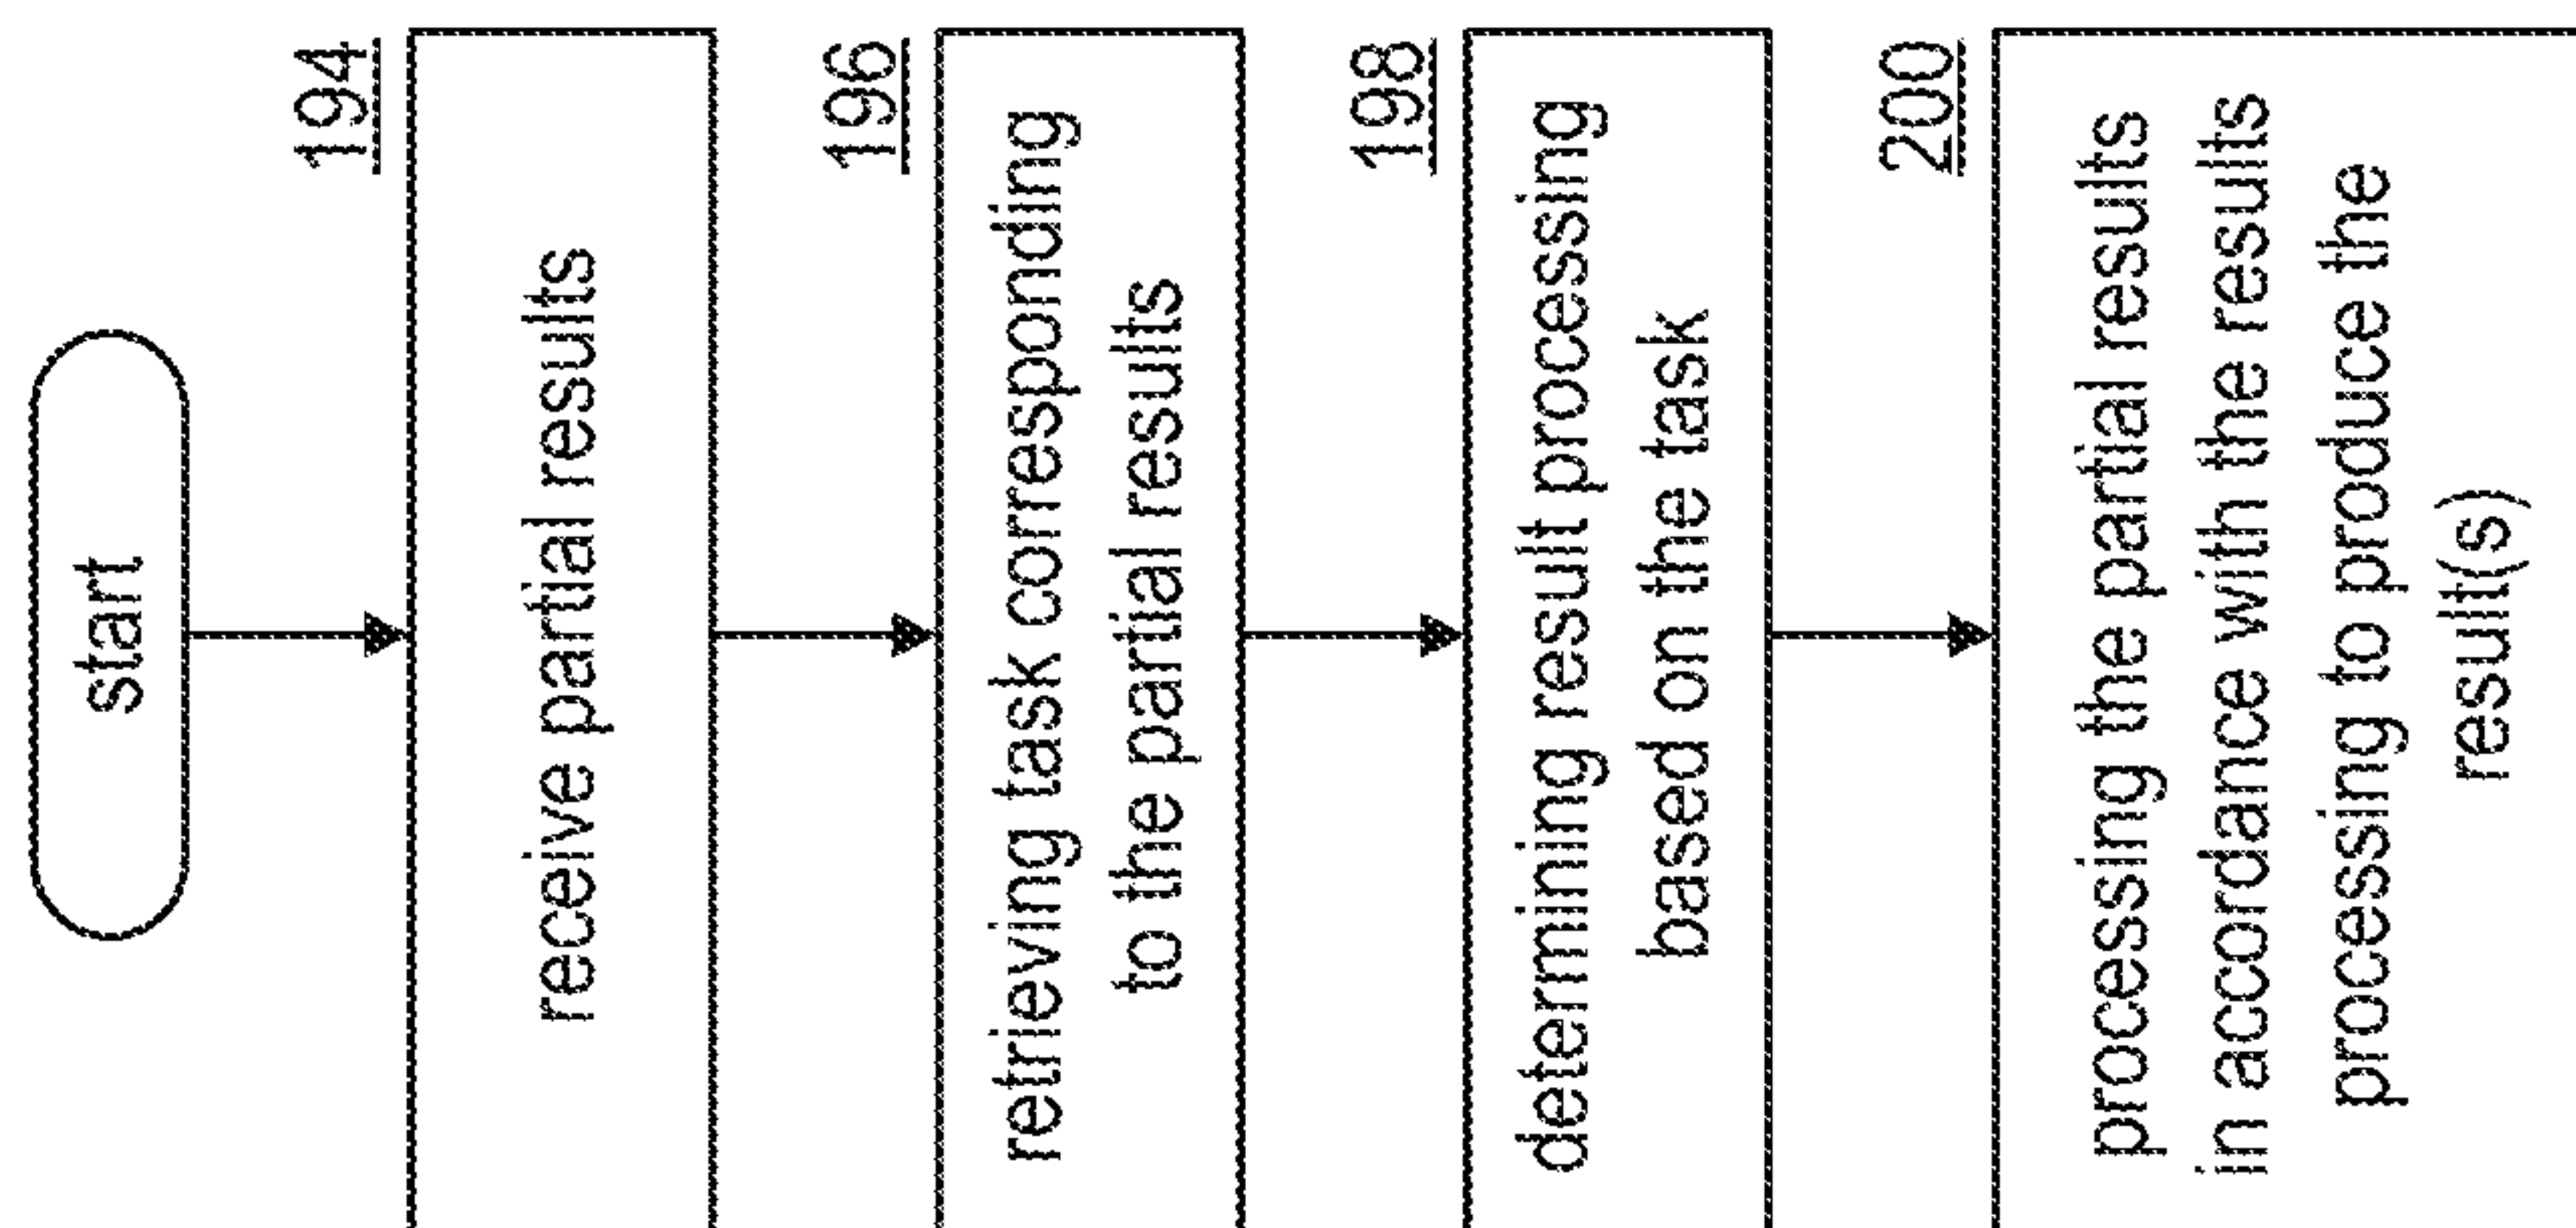 start
194
receive partial results
196
retrieving task corresponding
to the partial results
198
determining result processing
based on the task
200
processing the partial results
in accordance with the results
processing to produce the
result(s)